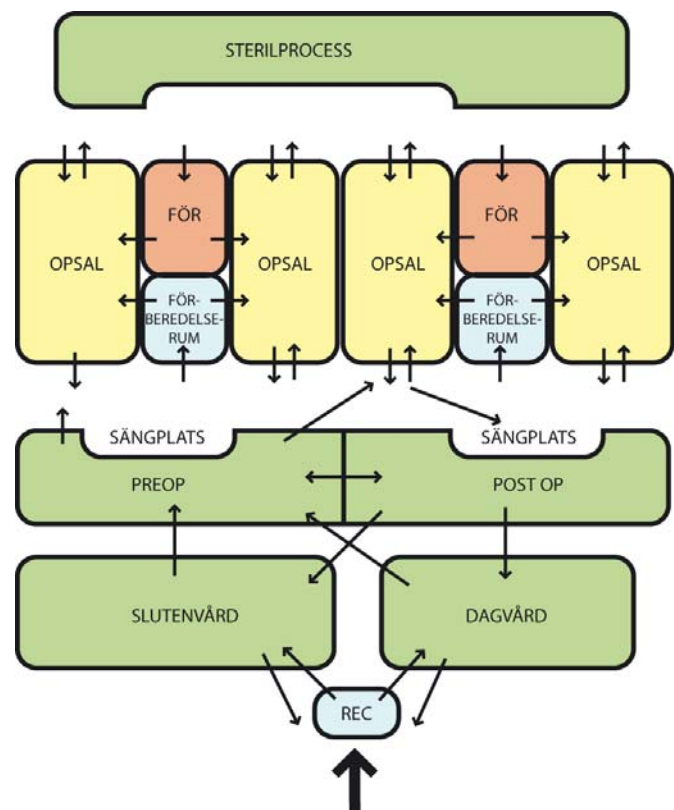 STERILPROCESS
OPSAL
FÖR
OPSAL
OPSAL
FÖR
OPSAL
FÖR-
BEREDELSE-
RUM
FÖR-
BEREDELSE-
RUM
SÄNGPLATS
SÄNGPLATS
PREOP
POST OP
SLUTENVÅRD
DAGVÅRD
REC